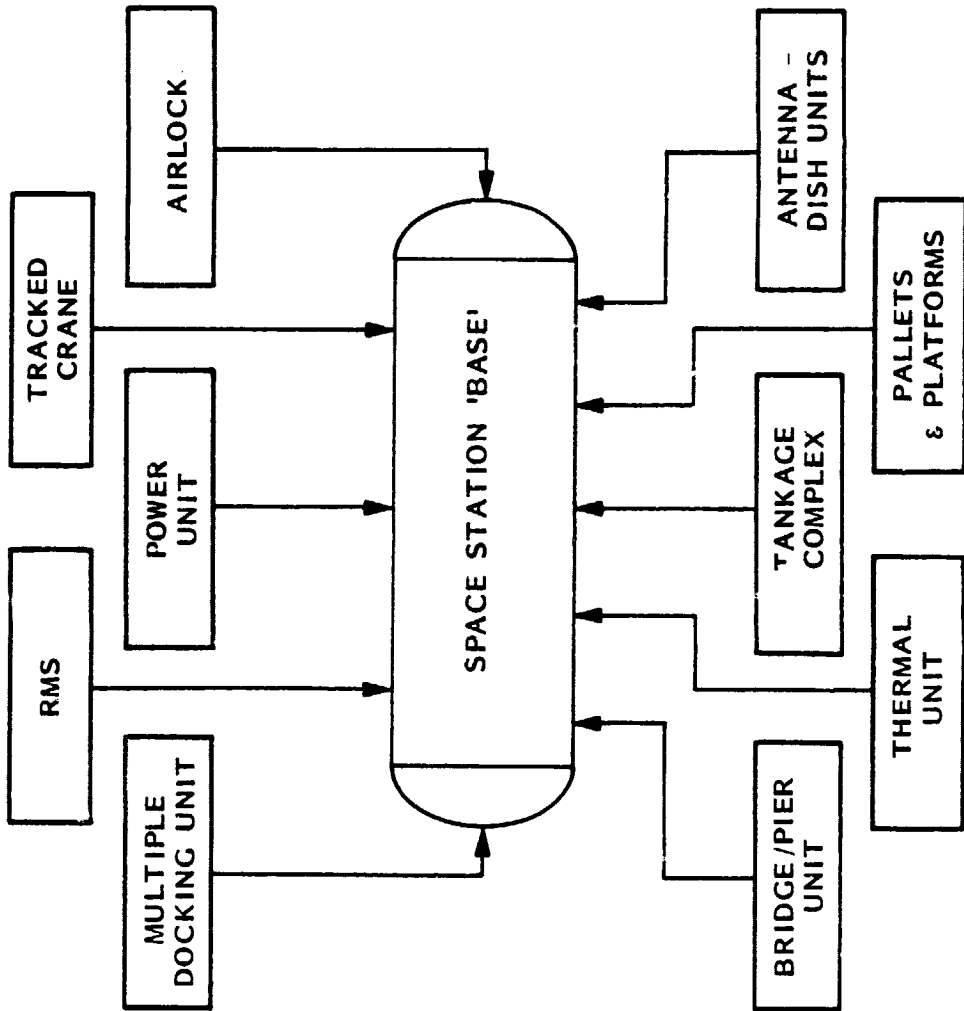 RMS
TRACKED
CRANE
MULTIPLE
DOCKING UNIT
POWER
UNIT
AIRLOCK
SPACE STATION 'BASE'
BRIDGE/PIER
UNIT
TANKAGE
COMPLEX
ANTENNA -
DISH UNITS
THERMAL
UNIT
PALLETS
& PLATFORMS